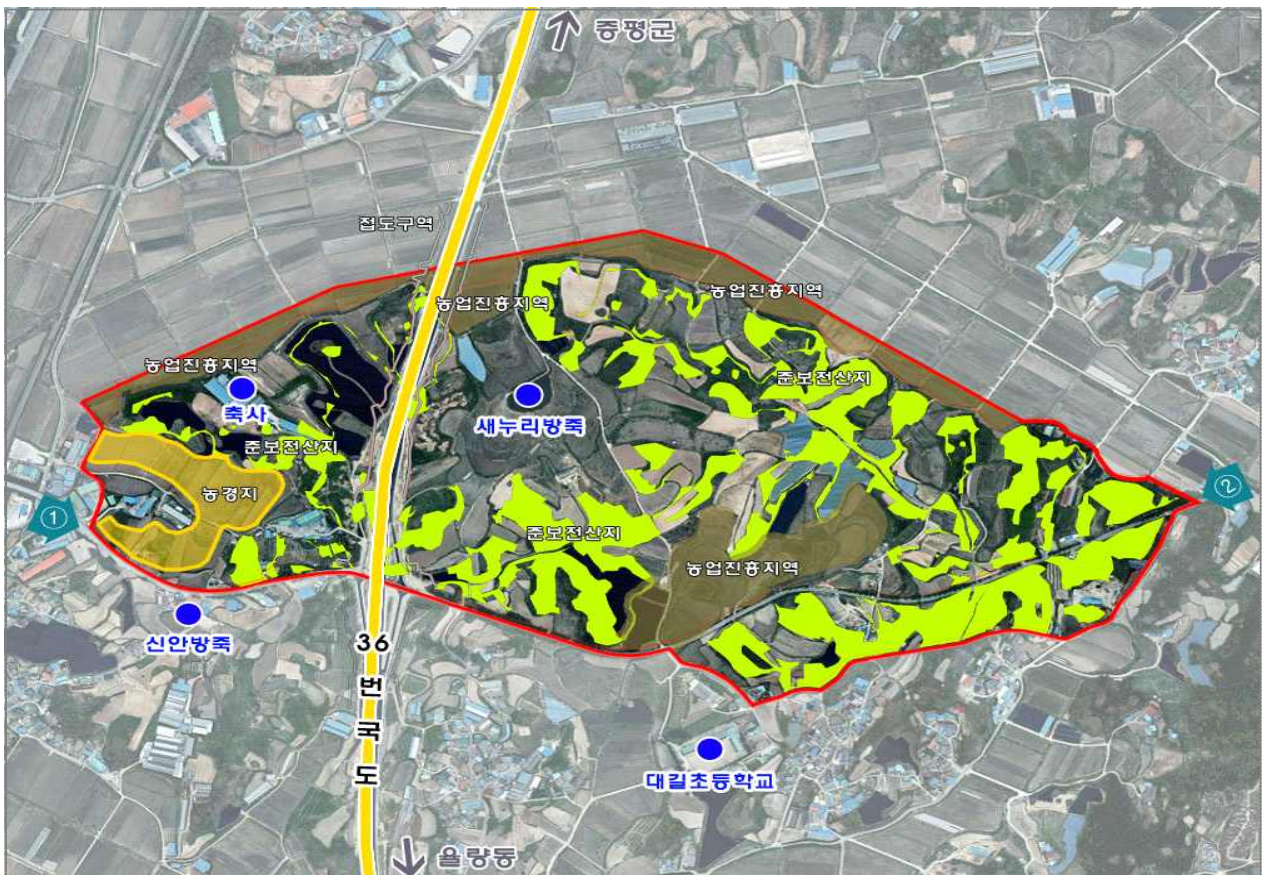 증평군
접도구역
농업진흥지역
농업진흥지역
농업진흥지역
축사
준보전산지
새누리방죽
준보전산지
농경지
①
②
준보전산지
농업진흥지역
신안방죽
36번국도
대길초등학교
율량동